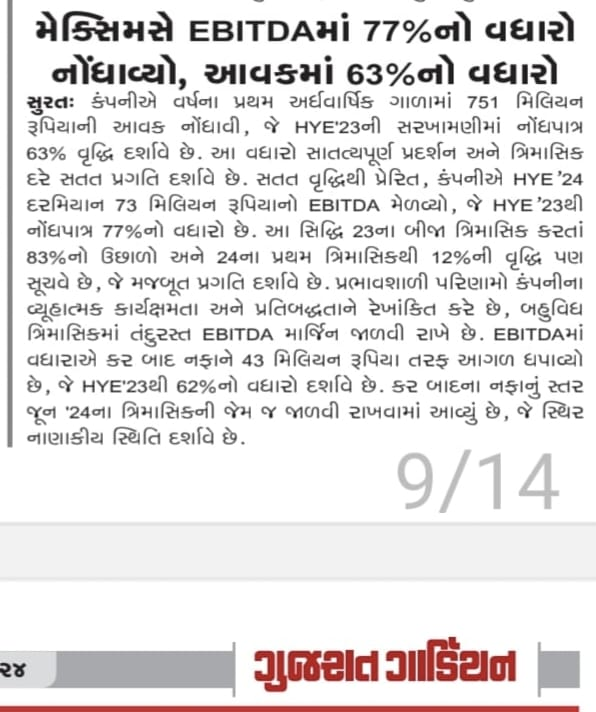 મેક્સિમસે EBITDAમાં 77%નો વધારો
નોંધાવ્યો, આવકમાં 63%નો વધારો
સુરતઃ કંપનીએ વર્ષના પ્રથમ અર્ધવાર્ષિક ગાળામાં 751 મિલિયન
રૂપિયાની આવક નોંધાવી, જે HYE'23ની સરખામણીમાં નોંધપાત્ર
63% વૃદ્ધિ દર્શાવે છે. આ વધારો સાતત્યપૂર્ણ પ્રદર્શન અને ત્રિમાસિક
દરે સતત પ્રગતિ દર્શાવે છે. સતત વૃદ્ધિથી પ્રેરિત, કંપનીએ HYE '24
દરમિયાન 73 મિલિયન રૂપિયાનો EBITDA મેળવ્યો, જે HYE '23થી
નોંધપાત્ર 77%નો વધારો છે. આ સિદ્ધિ 23ના બીજા ત્રિમાસિક કરતાં
83%નો ઉછાળો અને 24ના પ્રથમ ત્રિમાસિકથી 12%ની વૃદ્ધિ પણ
સૂચવે છે, જે મજબૂત પ્રગતિ દર્શાવે છે. પ્રભાવશાળી પરિણામો કંપનીના
વ્યૂહાત્મક કાર્યક્ષમતા અને પ્રતિબદ્ધતાને રેખાંકિત કરે છે, બહુવિધ
ત્રિમાસિકમાં તંદુરસ્ત EBITDA માર્જિન જાળવી રાખે છે. EBITDAમાં
વધારાએ કર બાદ નફાને 43 મિલિયન રૂપિયા તરફ આગળ ધપાવ્યો
છે, જે HYE'23થી 62%નો વધારો દર્શાવે છે. કર બાદના નફાનું સ્તર
જૂન '24ના ત્રિમાસિકની જેમ જ જાળવી રાખવામાં આવ્યું છે, જે સ્થિર
નાણાકીય સ્થિતિ દર્શાવે છે.
9/14
૨૪
ગુજરાત ગાર્ડિયન